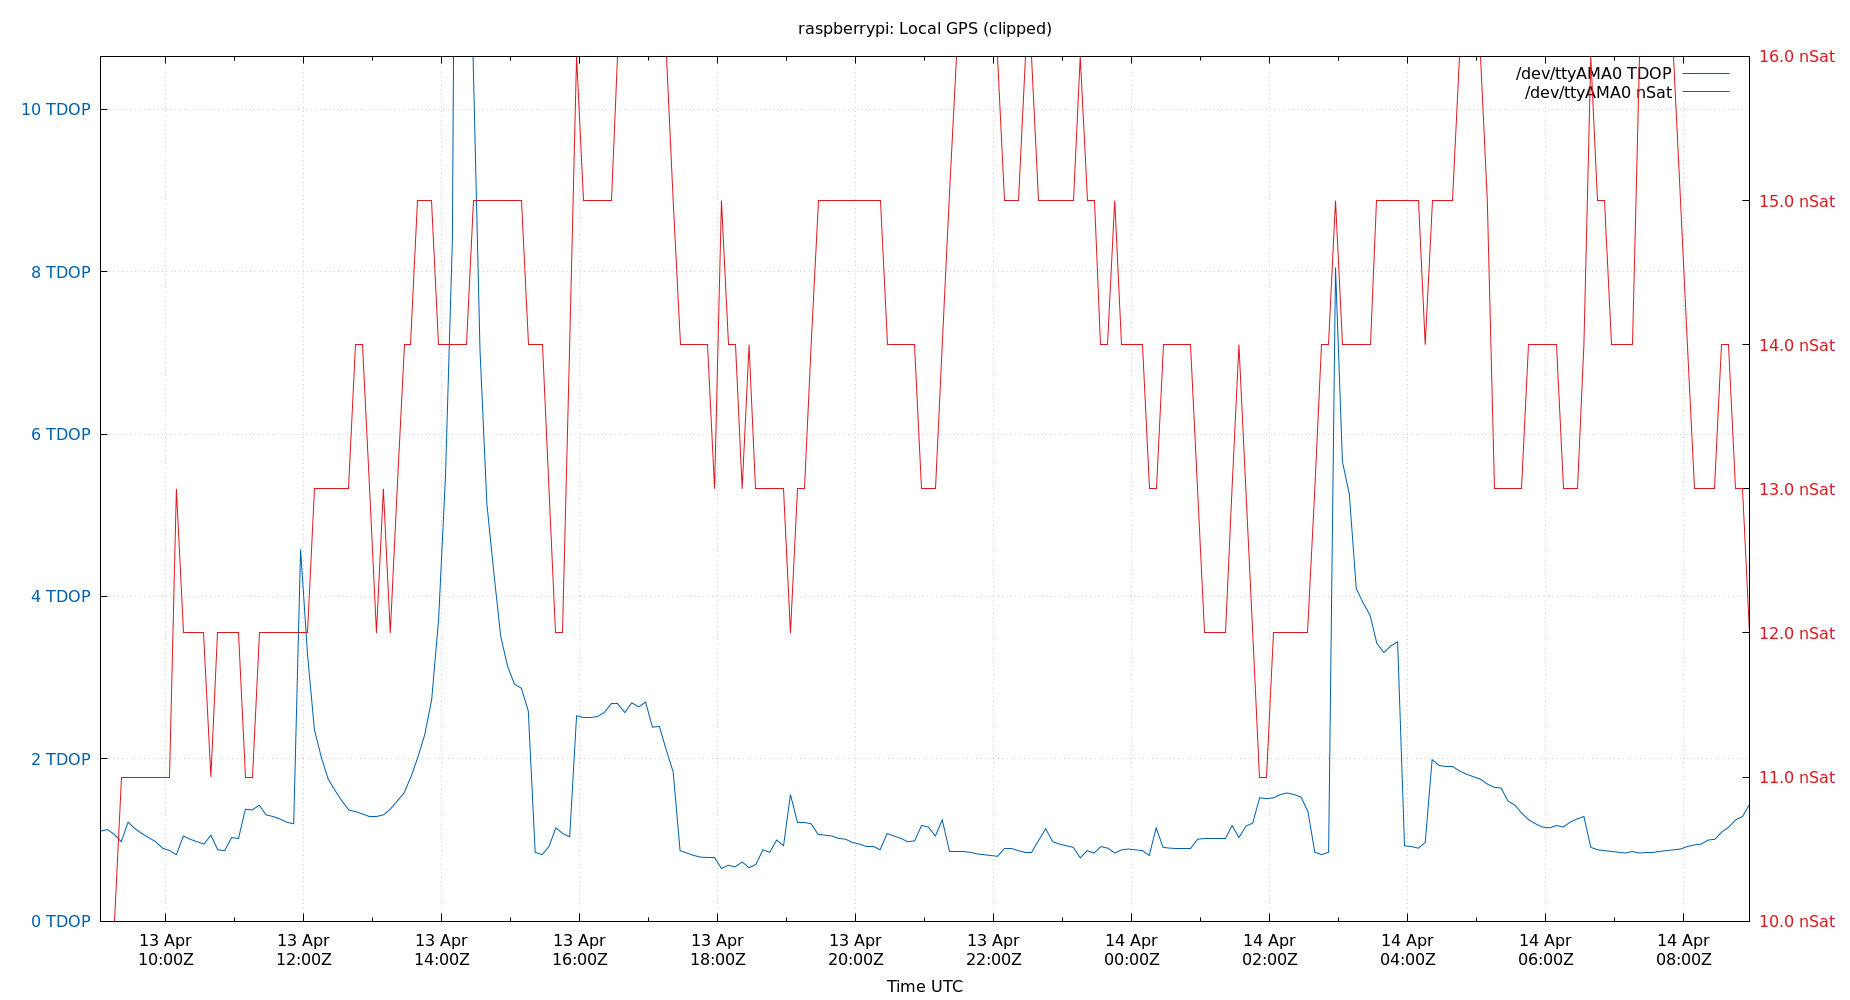 raspberrypi: Local GPS (clipped)
/dev/ttyAMA0 TDOP
/dev/ttyAMA0 nSat
10 TDOP
8 TDOP
6 TDOP
4 TDOP
2 TDOP
0 TDOP
16.0 nSat
15.0 nSat
14.0 nSat
13.0 nSat
12.0 nSat
11.0 nSat
10.0 nSat
13 Apr 13 Apr 13 Apr 13 Apr 13 Apr 13 Apr 13 Apr 14 Apr 14 Apr 14 Apr 14 Apr 14 Apr
10:00Z 12:00Z 14:00Z 16:00Z 18:00Z 20:00Z 22:00Z 00:00Z 02:00Z 04:00Z 06:00Z 08:00Z
Time UTC